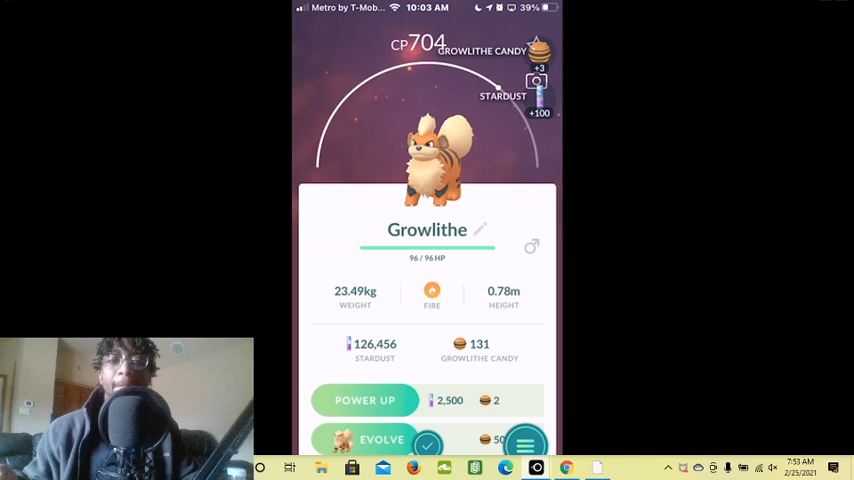 Metro by T-Mob...
10:03 AM
39%
CP704
GROWLITHE CANDY
+3
STARDUST
+100
Growlithe
96 / 96 HP
23.49kg
WEIGHT
FIRE
0.78m
HEIGHT
126,456
STARDUST
131
GROWLITHE CANDY
POWER UP
2,500
2
EVOLVE
50
7:53 AM
2/25/2021